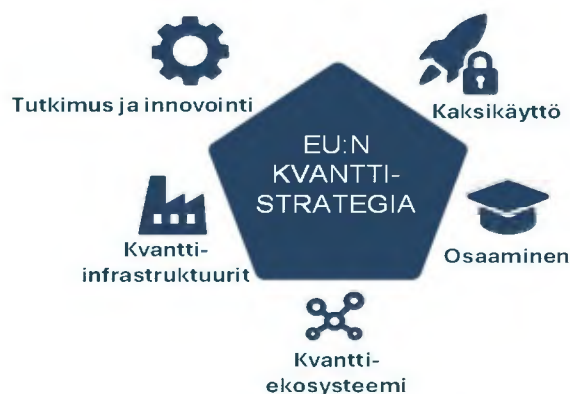 Tutkimus ja innovointi
Kaksikäyttö
EU:N
KVANTTI-
STRATEGIA
Kvantti-
infrastruktuurit
Osaaminen
Kvantti-
ekosysteemi